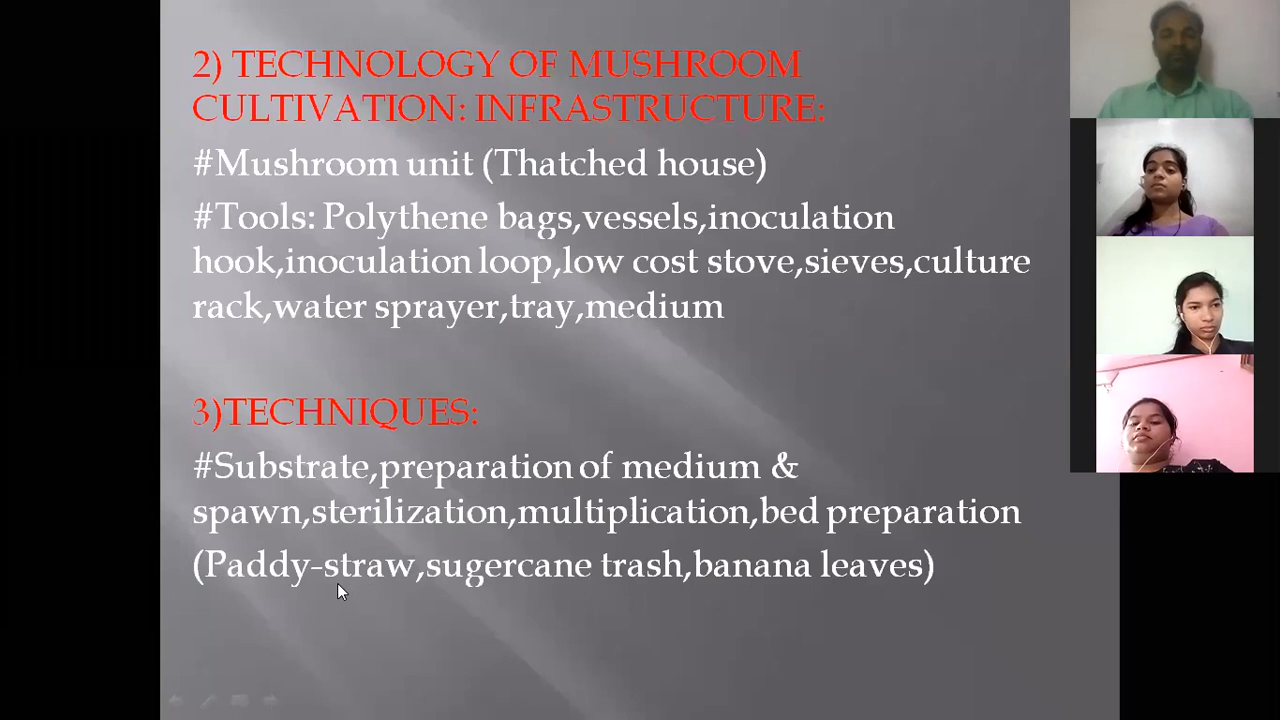 2) TECHNOLOGY OF MUSHROOM
CULTIVATION: INFRASTRUCTURE:
#Mushroom unit (Thatched house)
#Tools: Polythene bags,vessels,inoculation
hook,inoculation loop,low cost stove,sieves,culture
rack,water sprayer,tray,medium
3)TECHNIQUES:
#Substrate,preparation of medium &
spawn,sterilization,multiplication,bed preparation
(Paddy-straw,sugercane trash,banana leaves)